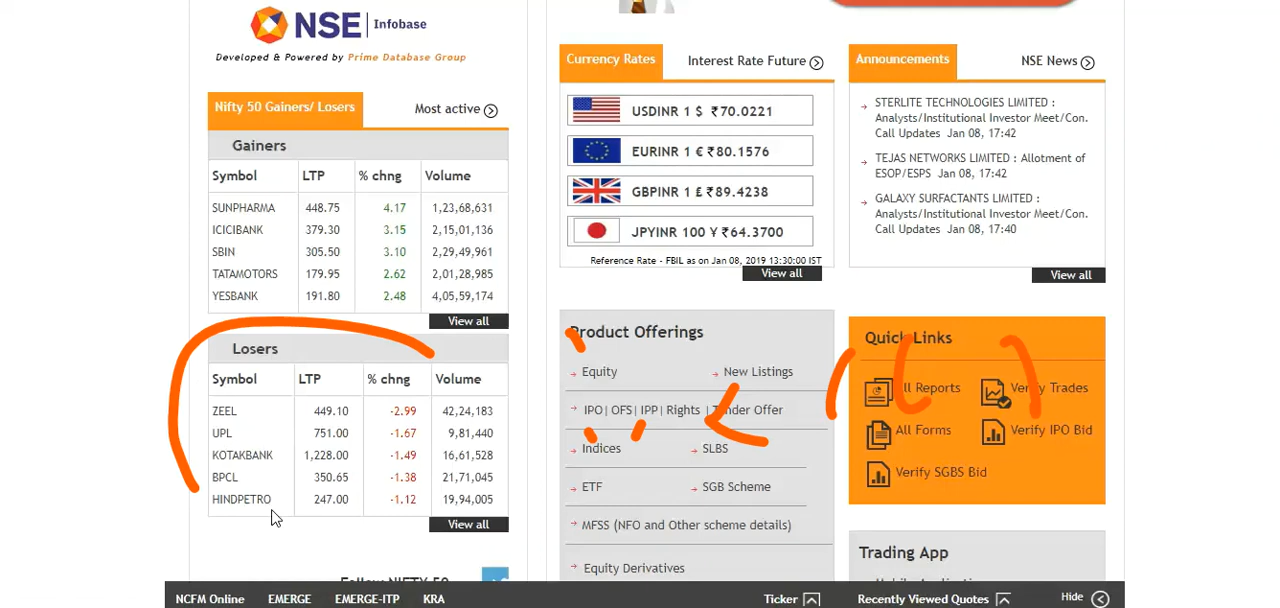 NSE | Infobase
Developed & Powered by Prime Database Group
Nifty 50 Gainers/ Losers
Most active
Gainers
Symbol LTP % chng Volume
SUNPHARMA 448.75 4.17 1,23,68,631
ICICIBANK 379.30 3.15 2,15,01,136
SBIN 305.50 3.10 2,29,49,961
TATAMOTORS 179.95 2.62 2,01,28,985
YESBANK 191.80 2.48 4,05,59,174
View all
Losers
Symbol LTP % chng Volume
ZEEL 449.10 -2.99 42,24,183
UPL 751.00 -1.67 9,81,440
KOTAKBANK 1,228.00 -1.49 16,61,528
BPCL 350.65 -1.38 21,71,045
HINDPETRO 247.00 -1.12 19,94,005
View all
Currency Rates
Interest Rate Future
USDINR 1 $ ₹70.0221
EURINR 1 € ₹80.1576
GBPINR 1 £ ₹89.4238
JPYINR 100 ¥ ₹64.3700
Reference Rate - FBIL as on Jan 08, 2019 13:30:00 IST
View all
Announcements
NSE News
STERLITE TECHNOLOGIES LIMITED :
Analysts/Institutional Investor Meet/Con.
Call Updates Jan 08, 17:42
TEJAS NETWORKS LIMITED : Allotment of
ESOP/ESPS Jan 08, 17:42
GALAXY SURFACTANTS LIMITED :
Analysts/Institutional Investor Meet/Con.
Call Updates Jan 08, 17:40
View all
Product Offerings
Equity New Listings
IPO | OFS | IPP | Rights | Tender Offer
Indices SLBS
ETF SGB Scheme
MFSS (NFO and Other scheme details)
Equity Derivatives
Quick Links
All Reports Verify Trades
All Forms Verify IPO Bid
Verify SGBS Bid
Trading App
NCFM Online EMERGE EMERGE-ITP KRA Ticker Recently Viewed Quotes Hide